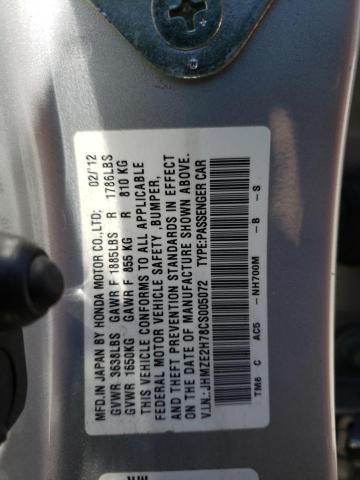 MFD.IN JAPAN BY HONDA MOTOR CO.,LTD. 02/'12
GVWR 3638LBS GAWR F 1885LBS R 1786LBS
GVWR 1650KG GAWR F 855 KG R 810 KG
THIS VEHICLE CONFORMS TO ALL APPLICABLE
FEDERAL MOTOR VEHICLE SAFETY ,BUMPER,
AND THEFT PREVENTION STANDARDS IN EFFECT
ON THE DATE OF MANUFACTURE SHOWN ABOVE.
V.I.N.:JHMZE2H78CS005072 TYPE:PASSENGER CAR
TM8 C AC5 -NH700M -B -S